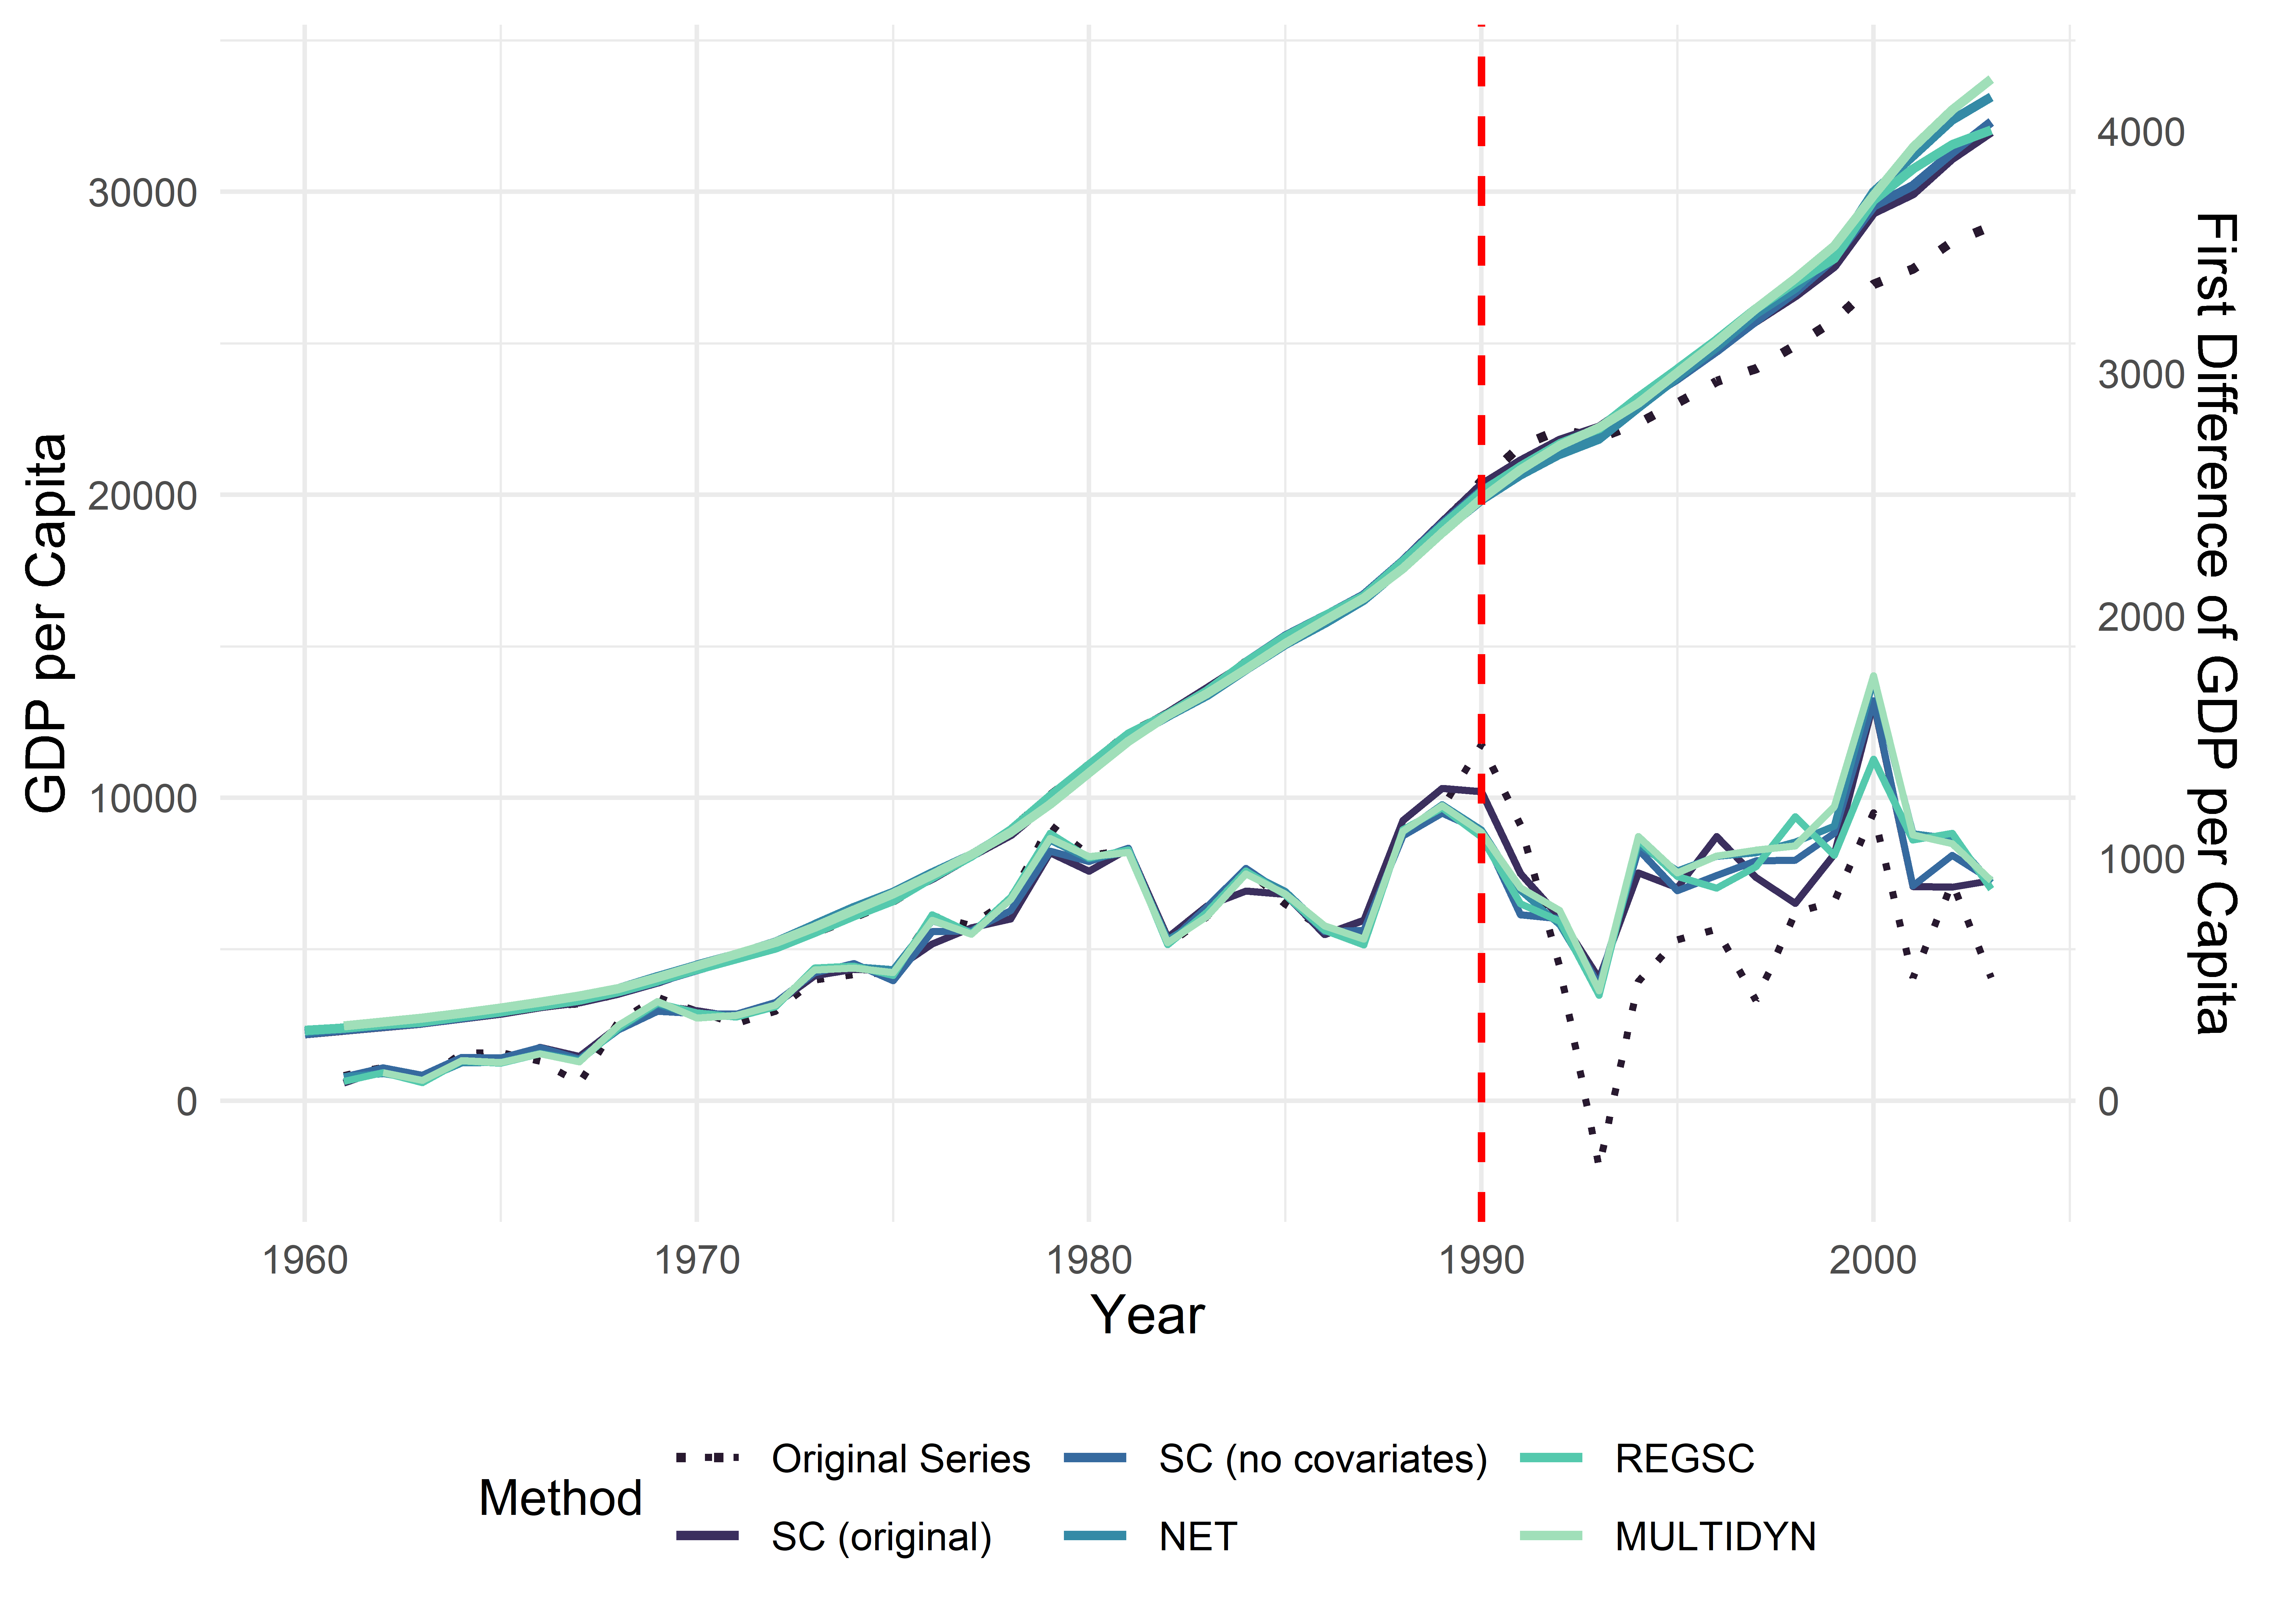 GDP per Capita
30000
20000
10000
0
4000
3000
2000
1000
0
First Difference of GDP per Capita
1960 1970 1980 1990 2000
Year
Method
Original Series SC (no covariates) REGSC
SC (original) NET MULTIDYN